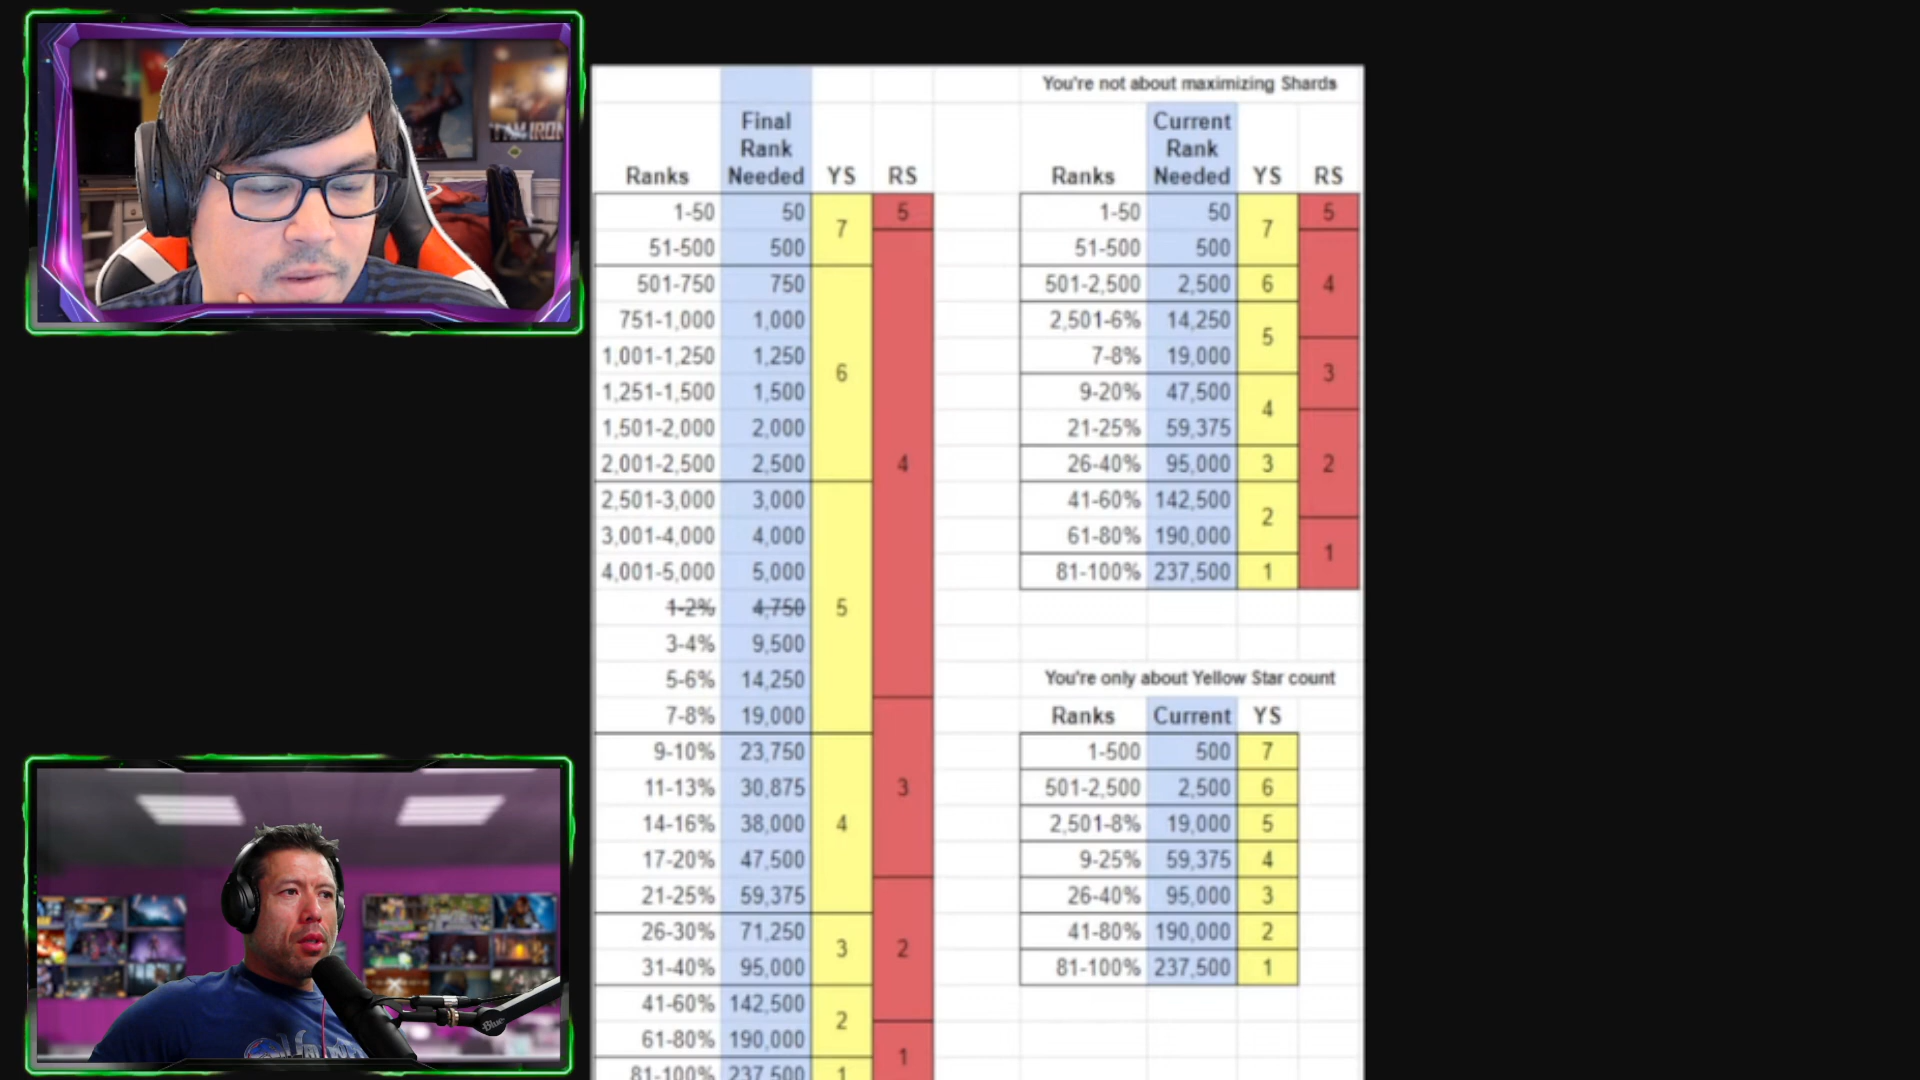 TEAM IRON
Final
Rank
Ranks Needed YS RS
1-50 50 7 5
51-500 500
501-750 750 6 4
751-1,000 1,000
1,001-1,250 1,250
1,251-1,500 1,500
1,501-2,000 2,000
2,001-2,500 2,500
2,501-3,000 3,000 5
3,001-4,000 4,000
4,001-5,000 5,000
1-2% 4,750
3-4% 9,500
5-6% 14,250
7-8% 19,000 3
9-10% 23,750 4
11-13% 30,875
14-16% 38,000
17-20% 47,500
21-25% 59,375 2
26-30% 71,250 3
31-40% 95,000
41-60% 142,500 2
61-80% 190,000 1
81-100% 237,500 1
You're not about maximizing Shards
Current
Rank
Ranks Needed YS RS
1-50 50 7 5
51-500 500 4
501-2,500 2,500 6
2,501-6% 14,250 5
7-8% 19,000 3
9-20% 47,500 4
21-25% 59,375 2
26-40% 95,000 3
41-60% 142,500 2
61-80% 190,000 1
81-100% 237,500 1
You're only about Yellow Star count
Ranks Current YS
1-500 500 7
501-2,500 2,500 6
2,501-8% 19,000 5
9-25% 59,375 4
26-40% 95,000 3
41-80% 190,000 2
81-100% 237,500 1
Blue